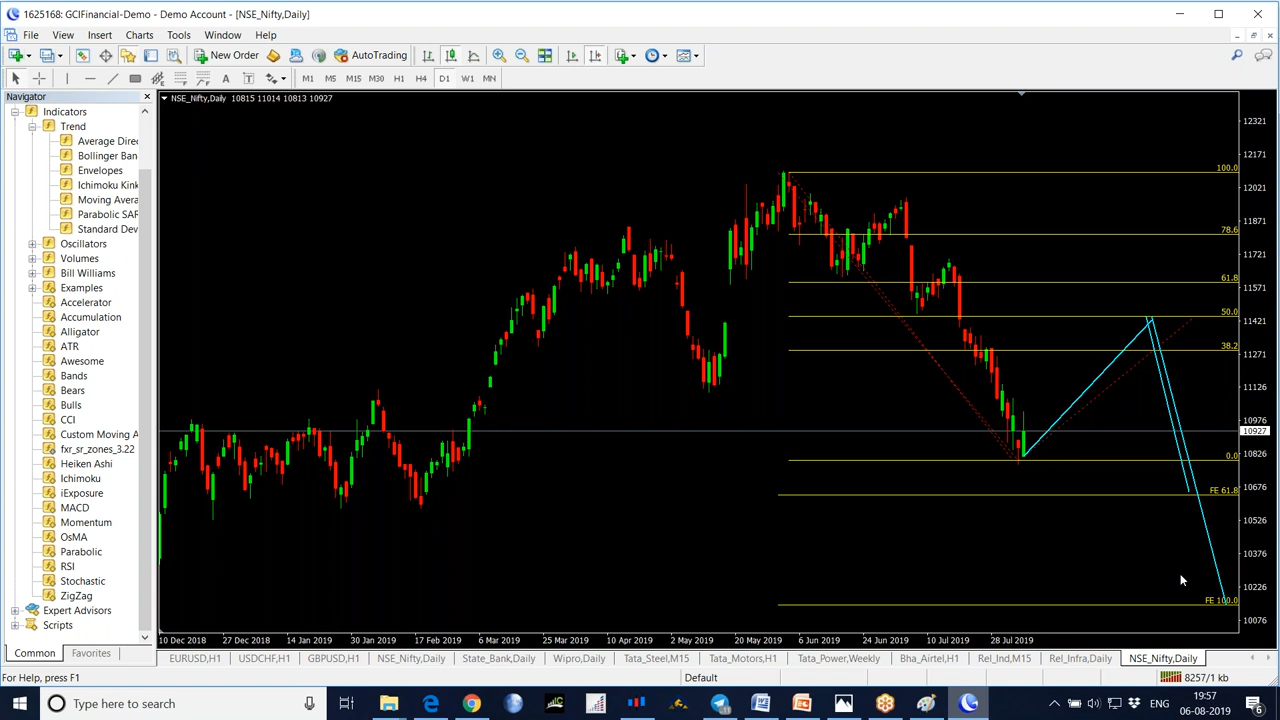 1625168: GCIFinancial-Demo - Demo Account - [NSE_Nifty,Daily]
File View Insert Charts Tools Window Help
New Order AutoTrading
A T M1 M5 M15 M30 H1 H4 D1 W1 MN
Navigator
Indicators
Trend
Average Dire
Bollinger Ban
Envelopes
Ichimoku Kink
Moving Avera
Parabolic SAF
Standard Dev
Oscillators
Volumes
Bill Williams
Examples
Accelerator
Accumulation
Alligator
ATR
Awesome
Bands
Bears
Bulls
CCI
Custom Moving A
fxr_sr_zones_3.22
Heiken Ashi
Ichimoku
iExposure
MACD
Momentum
OsMA
Parabolic
RSI
Stochastic
ZigZag
Expert Advisors
Scripts
Common Favorites
NSE_Nifty,Daily 10815 11014 10813 10927
100.0
78.6
61.8
50.0
38.2
0.0
FE 61.8
FE 100.0
12321
12171
12021
11871
11721
11571
11421
11271
11126
10976
10927
10826
10676
10526
10376
10226
10076
10 Dec 2018 27 Dec 2018 14 Jan 2019 30 Jan 2019 17 Feb 2019 6 Mar 2019 25 Mar 2019 10 Apr 2019 2 May 2019 20 May 2019 6 Jun 2019 24 Jun 2019 10 Jul 2019 28 Jul 2019
EURUSD,H1 USDCHF,H1 GBPUSD,H1 NSE_Nifty,Daily State_Bank,Daily Wipro,Daily Tata_Steel,M15 Tata_Motors,H1 Tata_Power,Weekly Bha_Airtel,H1 Rel_Ind,M15 Rel_Infra,Daily NSE_Nifty,Daily
For Help, press F1 Default 8257/1 kb
Type here to search
ENG
19:57
06-08-2019
6